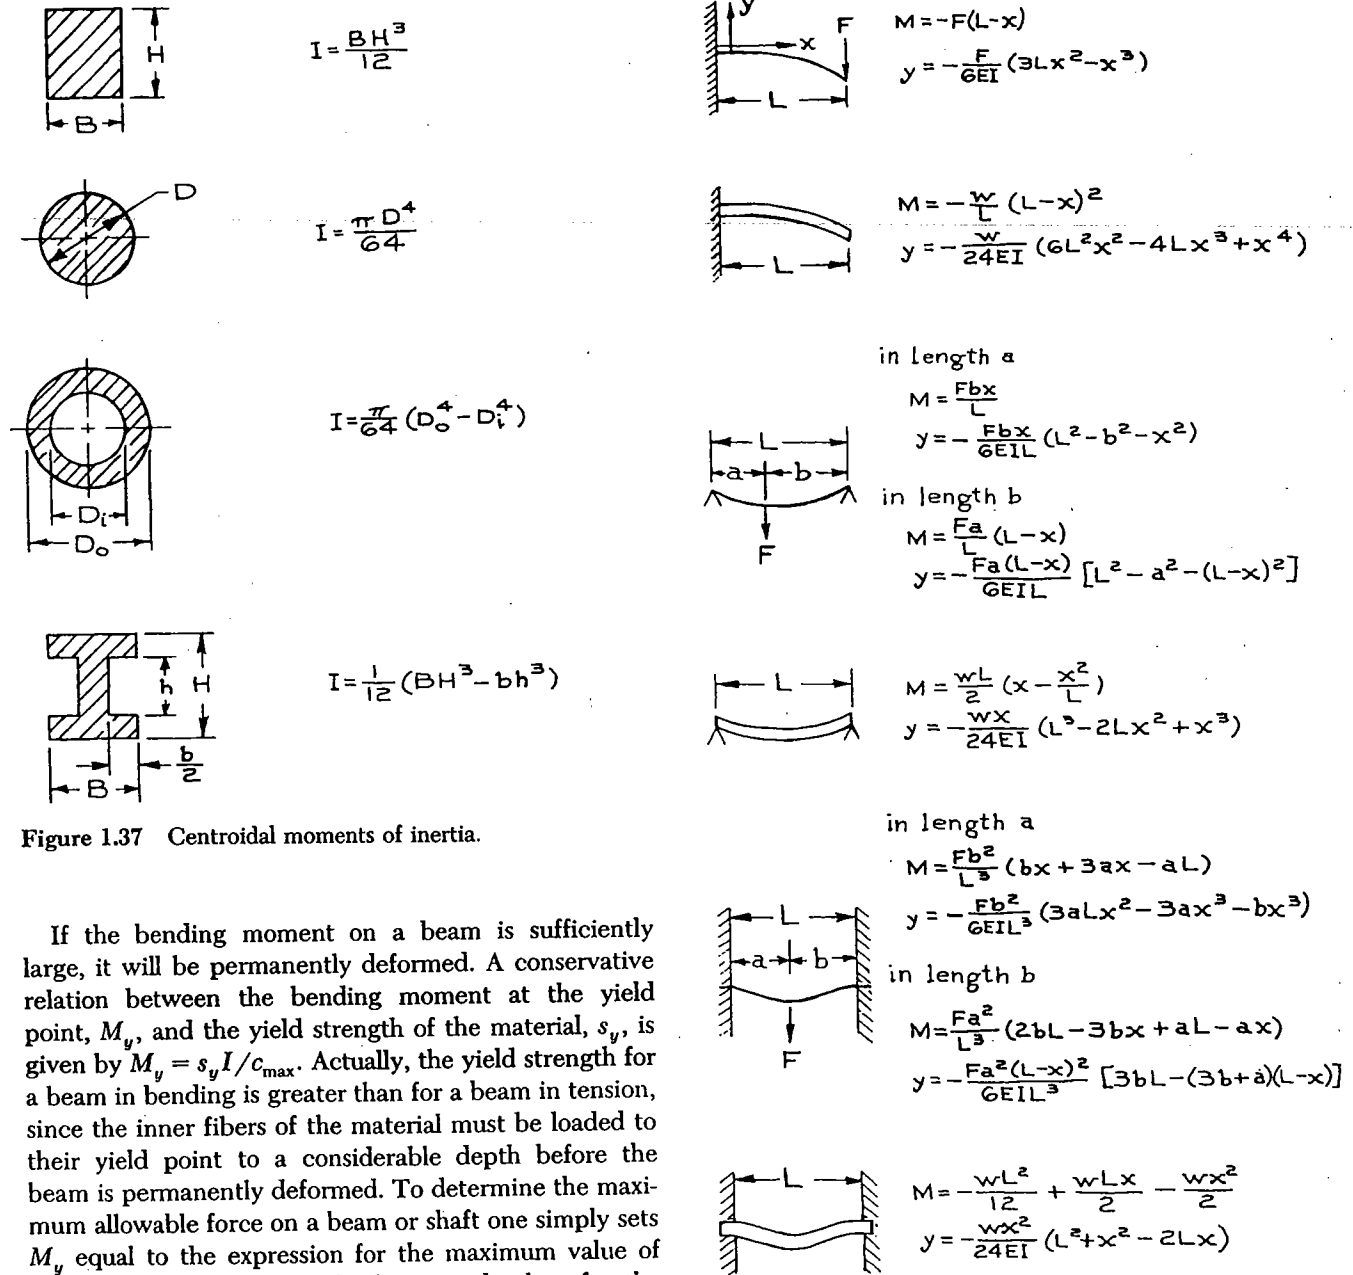 H
B
I = BH³/12
D
I = πD⁴/64
I = π/64 (Dₒ⁴ − Dᵢ⁴)
Dᵢ
Dₒ
h H
b/2
B
I = 1/12 (BH³ − bh³)
Figure 1.37 Centroidal moments of inertia.
If the bending moment on a beam is sufficiently
large, it will be permanently deformed. A conservative
relation between the bending moment at the yield
point, M_y, and the yield strength of the material, s_y, is
given by M_y = s_y I/c_max. Actually, the yield strength for
a beam in bending is greater than for a beam in tension,
since the inner fibers of the material must be loaded to
their yield point to a considerable depth before the
beam is permanently deformed. To determine the maxi-
mum allowable force on a beam or shaft one simply sets
M_y equal to the expression for the maximum value of
y
F
x
L
M = −F(L−x)
y = −F/6EI (3Lx² − x³)
L
M = −w/L (L−x)²
y = −w/24EI (6L²x² − 4Lx³ + x⁴)
L
a b
F
in length a
M = Fbx/L
y = −Fbx/6EIL (L² − b² − x²)
in length b
M = Fa/L (L−x)
y = −Fa(L−x)/6EIL [L² − a² − (L−x)²]
L
M = wL/2 (x − x²/L)
y = −wx/24EI (L³ − 2Lx² + x³)
L
a b
F
in length a
M = Fb²/L³ (bx + 3ax − aL)
y = −Fb²/6EIL³ (3aLx² − 3ax³ − bx³)
in length b
M = Fa²/L³ (2bL − 3bx + aL − ax)
y = −Fa²(L−x)²/6EIL³ [3bL − (3b+a)(L−x)]
L
M = −wL²/12 + wLx/2 − wx²/2
y = −wx²/24EI (L² + x² − 2Lx)